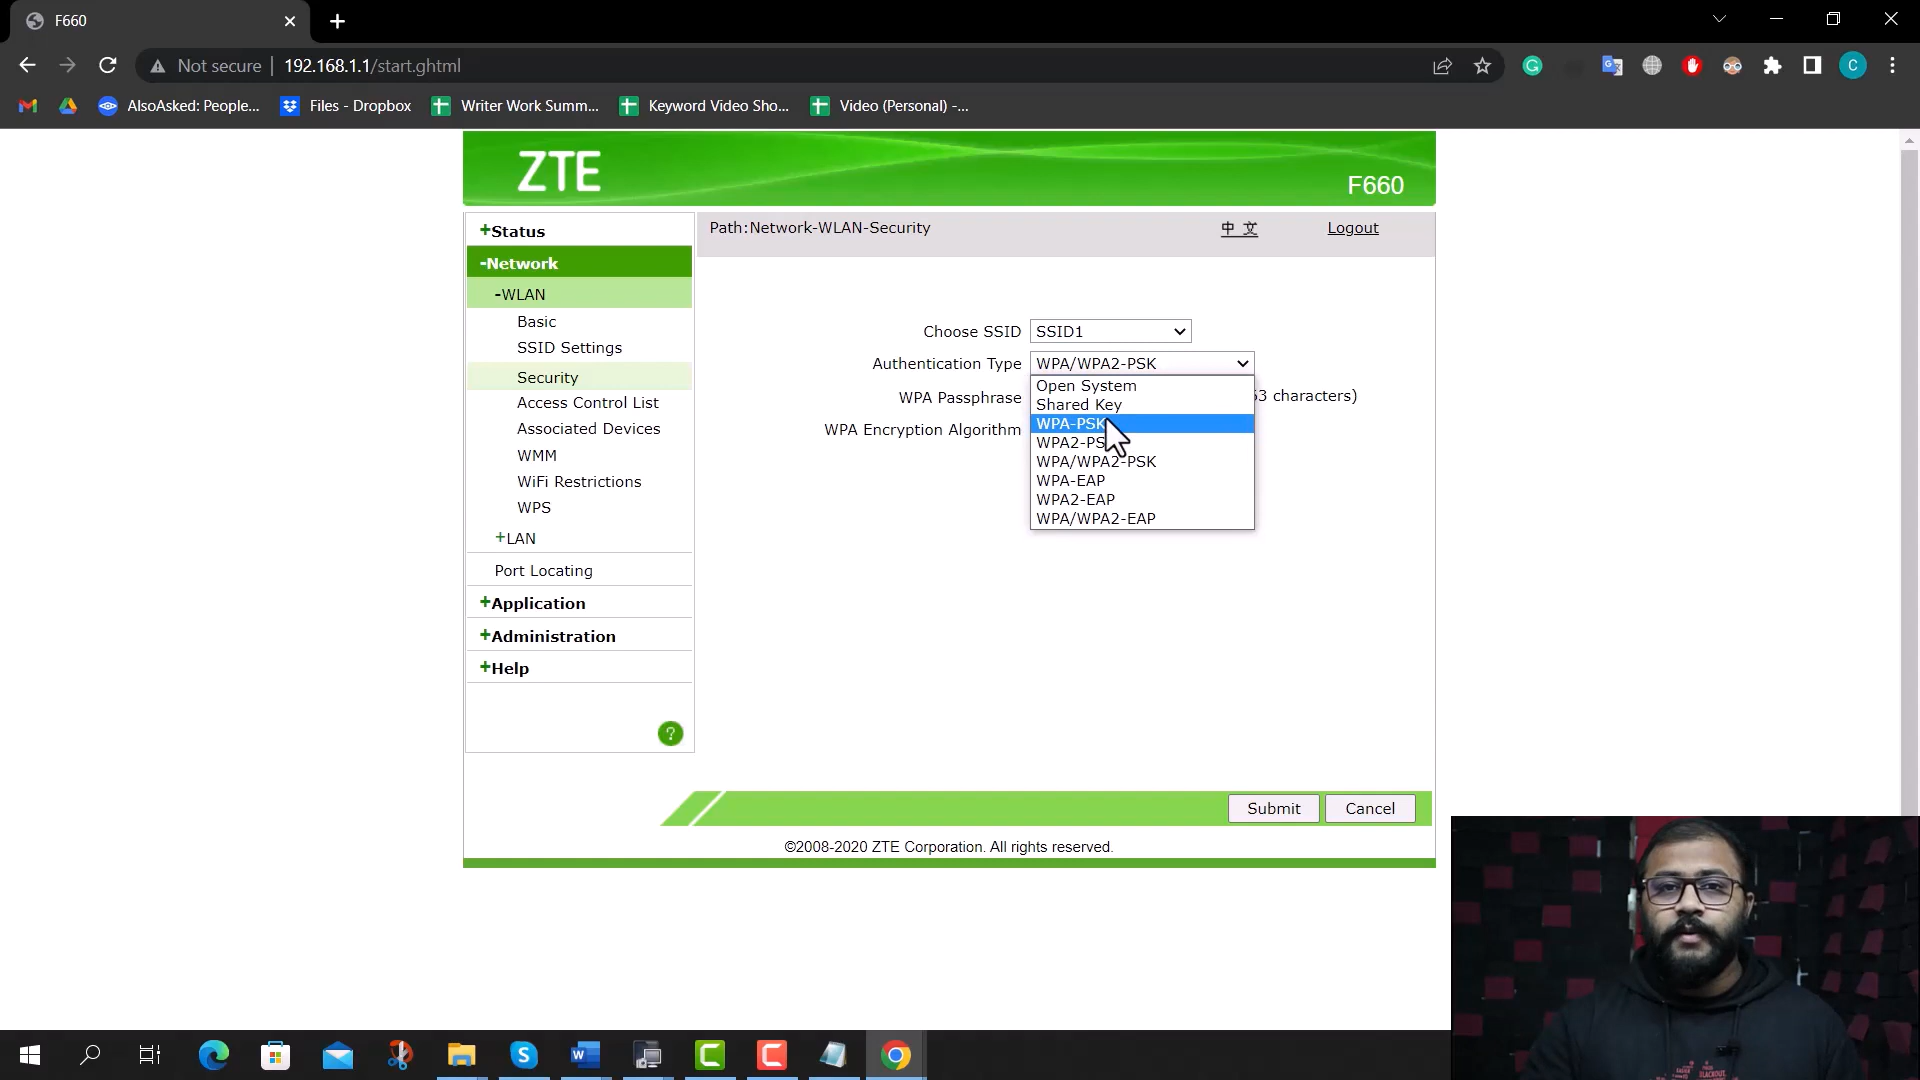 F660
Not secure | 192.168.1.1/start.ghtml
AlsoAsked: People... Files - Dropbox Writer Work Summ... Keyword Video Sho... Video (Personal) -...
ZTE
F660
+Status
Path:Network-WLAN-Security 中 文 Logout
-Network
-WLAN
Basic
SSID Settings
Security
Access Control List
Associated Devices
WMM
WiFi Restrictions
WPS
+LAN
Port Locating
+Application
+Administration
+Help
?
Choose SSID SSID1
Authentication Type WPA/WPA2-PSK
Open System
WPA Passphrase 63 characters)
Shared Key
WPA-PSK
WPA Encryption Algorithm
WPA2-PS
WPA/WPA2-PSK
WPA-EAP
WPA2-EAP
WPA/WPA2-EAP
Submit Cancel
©2008-2020 ZTE Corporation. All rights reserved.